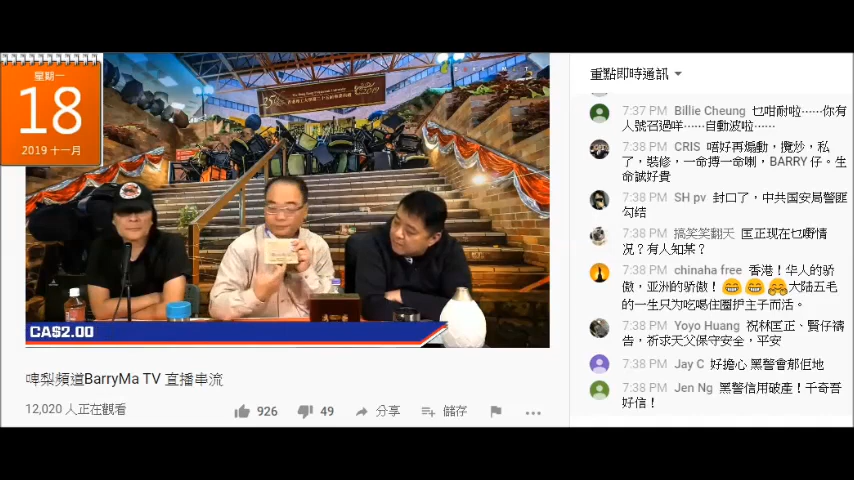 星期一
18
2019 十一月
25
2019
CA$2.00
啤梨頻道BarryMa TV 直播串流
12,020 人正在觀看
926
49
分享
儲存
重點即時通訊
7:37 PM Billie Cheung 乜咁耐啦……你有
人號召過咩……自動波啦……
7:38 PM CRIS 唔好再煽動，攬炒，私
了，裝修，一命搏一命喇，BARRY 仔。生
命誠好貴
7:38 PM SH pv 封口了，中共国安局警匪
勾结
7:38 PM 搞笑笑翻天 匡正现在乜嘢情
况？有人知某？
7:38 PM chinaha free 香港！华人的骄
傲，亚洲的骄傲！😁😁🤗大陆五毛
的一生只为吃喝住圈护主子而活。
7:38 PM Yoyo Huang 祝林匡正、賢仔禱
告，祈求天父保守安全，平安
7:38 PM Jay C 好擔心 黑警會郁佢地
7:38 PM Jen Ng 黑警信用破產！千奇吾
好信！